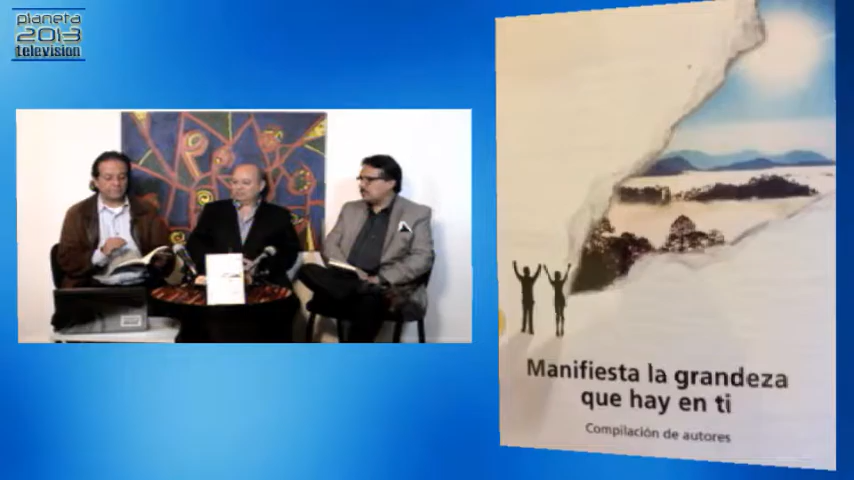 planeta
2013
television
Manifiesta la grandeza
que hay en ti
Compilación de autores